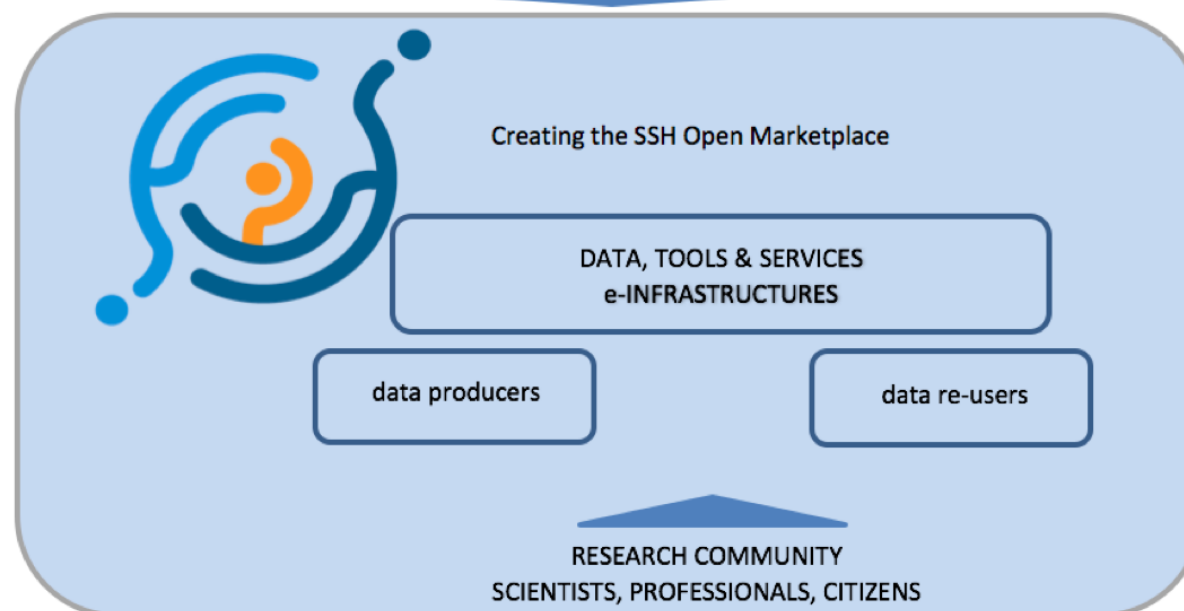 Creating the SSH Open Marketplace
DATA, TOOLS & SERVICES
e-INFRASTRUCTURES
data producers
data re-users
RESEARCH COMMUNITY
SCIENTISTS, PROFESSIONALS, CITIZENS